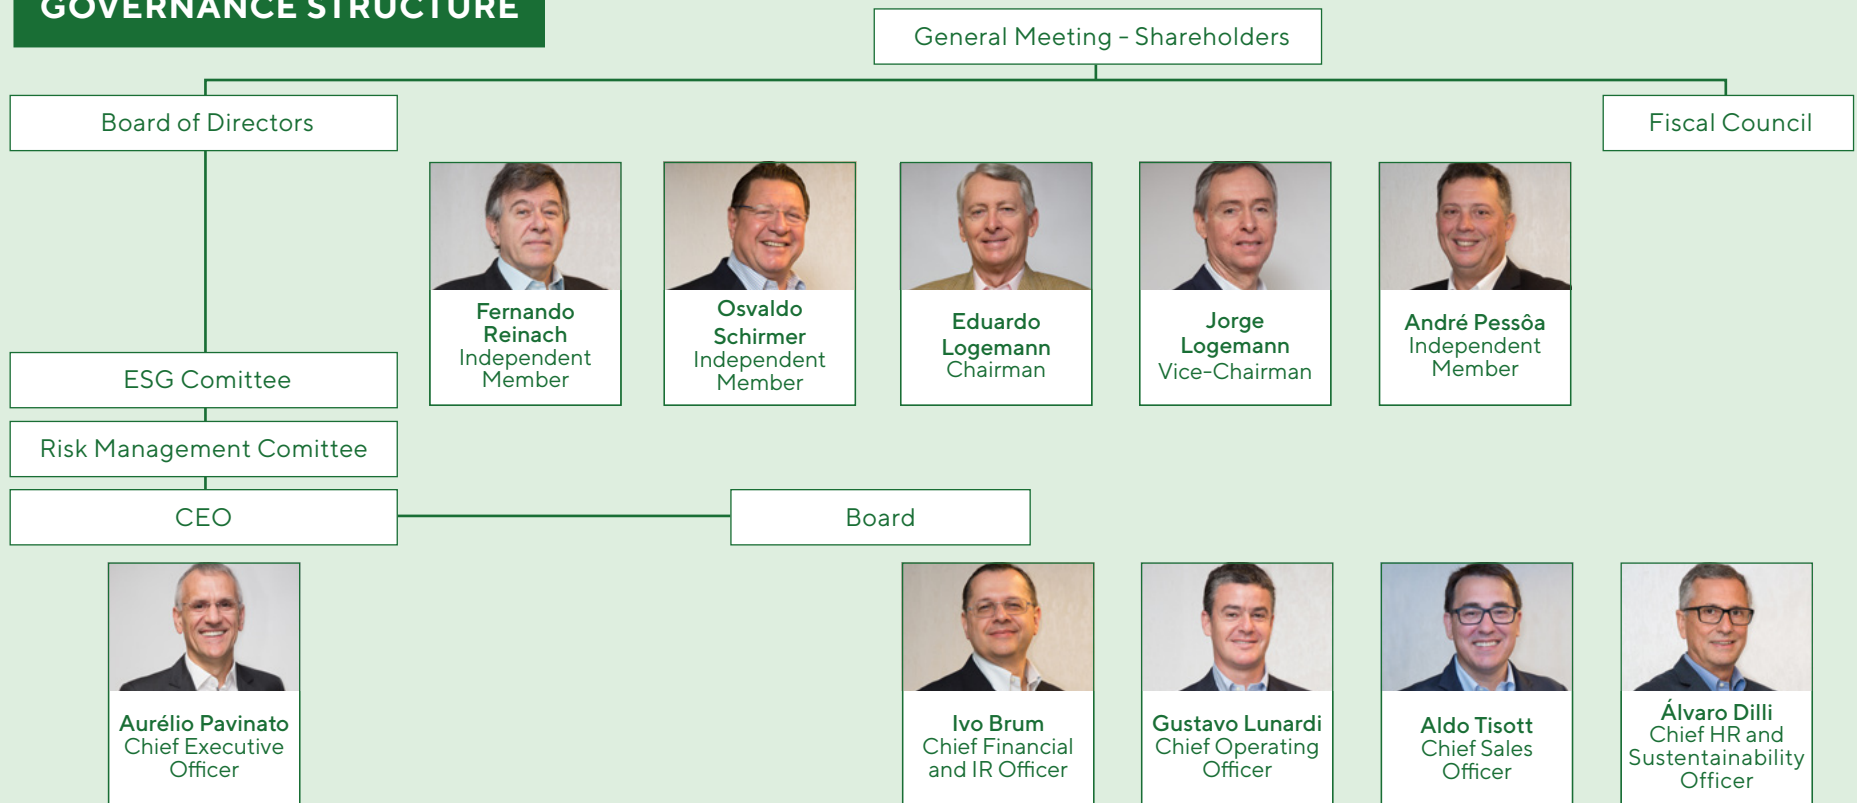 GOVERNANCE STRUCTURE
General Meeting - Shareholders
Board of Directors
Fiscal Council
Fernando
Reinach
Independent
Member
Osvaldo
Schirmer
Independent
Member
Eduardo
Logemann
Chairman
Jorge
Logemann
Vice-Chairman
André Pessôa
Independent
Member
ESG Comittee
Risk Management Comittee
CEO
Board
Aurélio Pavinato
Chief Executive
Officer
Ivo Brum
Chief Financial
and IR Officer
Gustavo Lunardi
Chief Operating
Officer
Aldo Tisott
Chief Sales
Officer
Álvaro Dilli
Chief HR and
Sustentainability
Officer